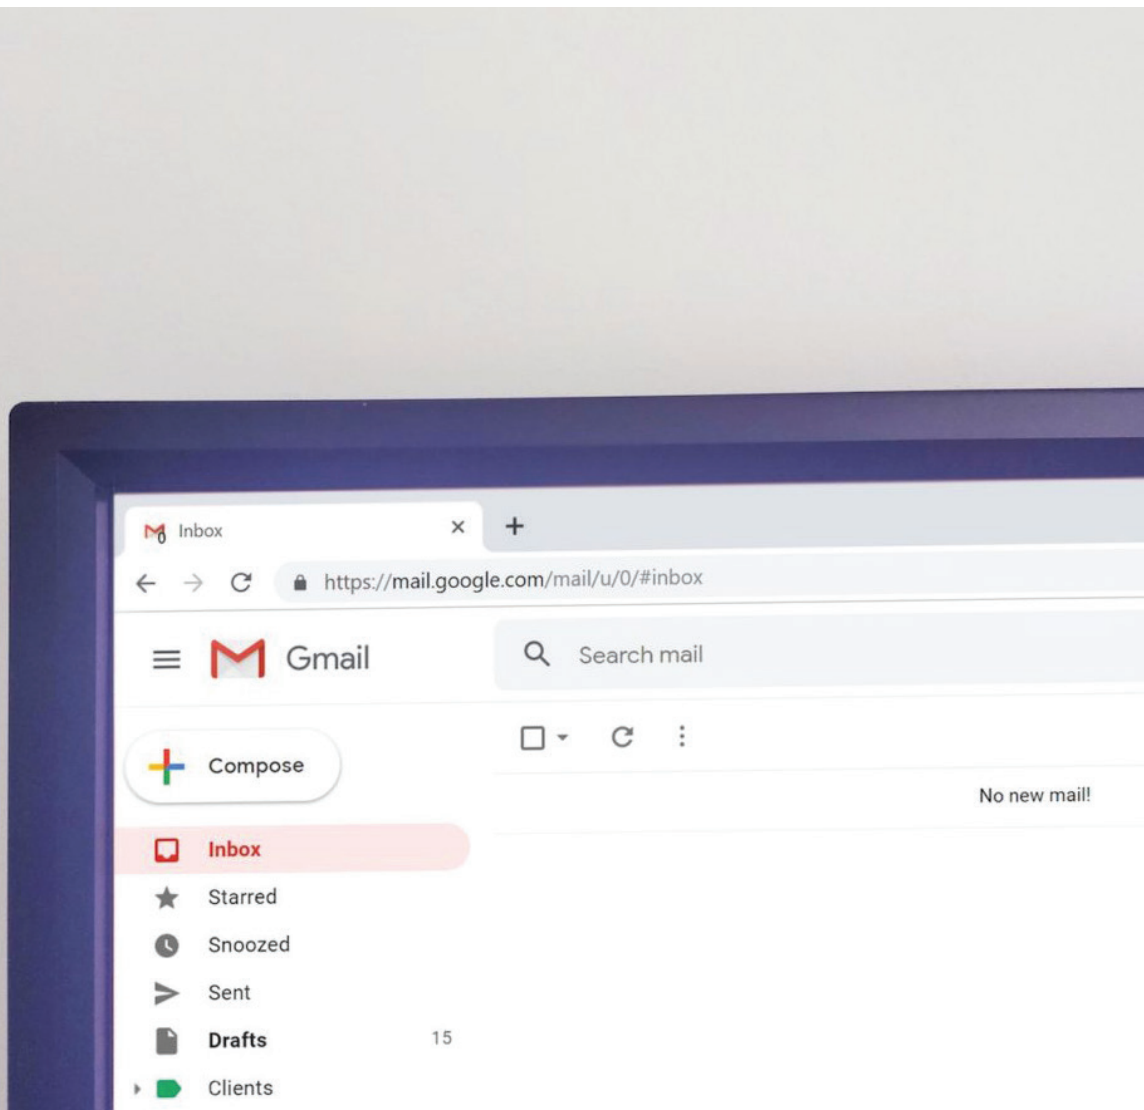 Inbox
https://mail.google.com/mail/u/0/#inbox
Gmail
Search mail
Compose
No new mail!
Inbox
Starred
Snoozed
Sent
Drafts 15
Clients